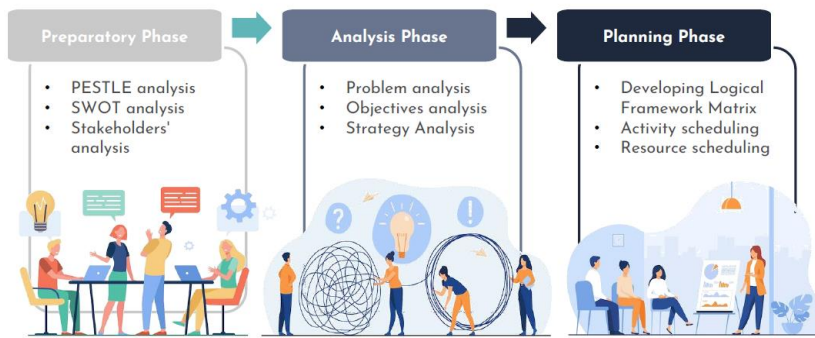 Preparatory Phase
• PESTLE analysis
• SWOT analysis
• Stakeholders'
analysis
Analysis Phase
• Problem analysis
• Objectives analysis
• Strategy Analysis
?
!
Planning Phase
• Developing Logical
Framework Matrix
• Activity scheduling
• Resource scheduling